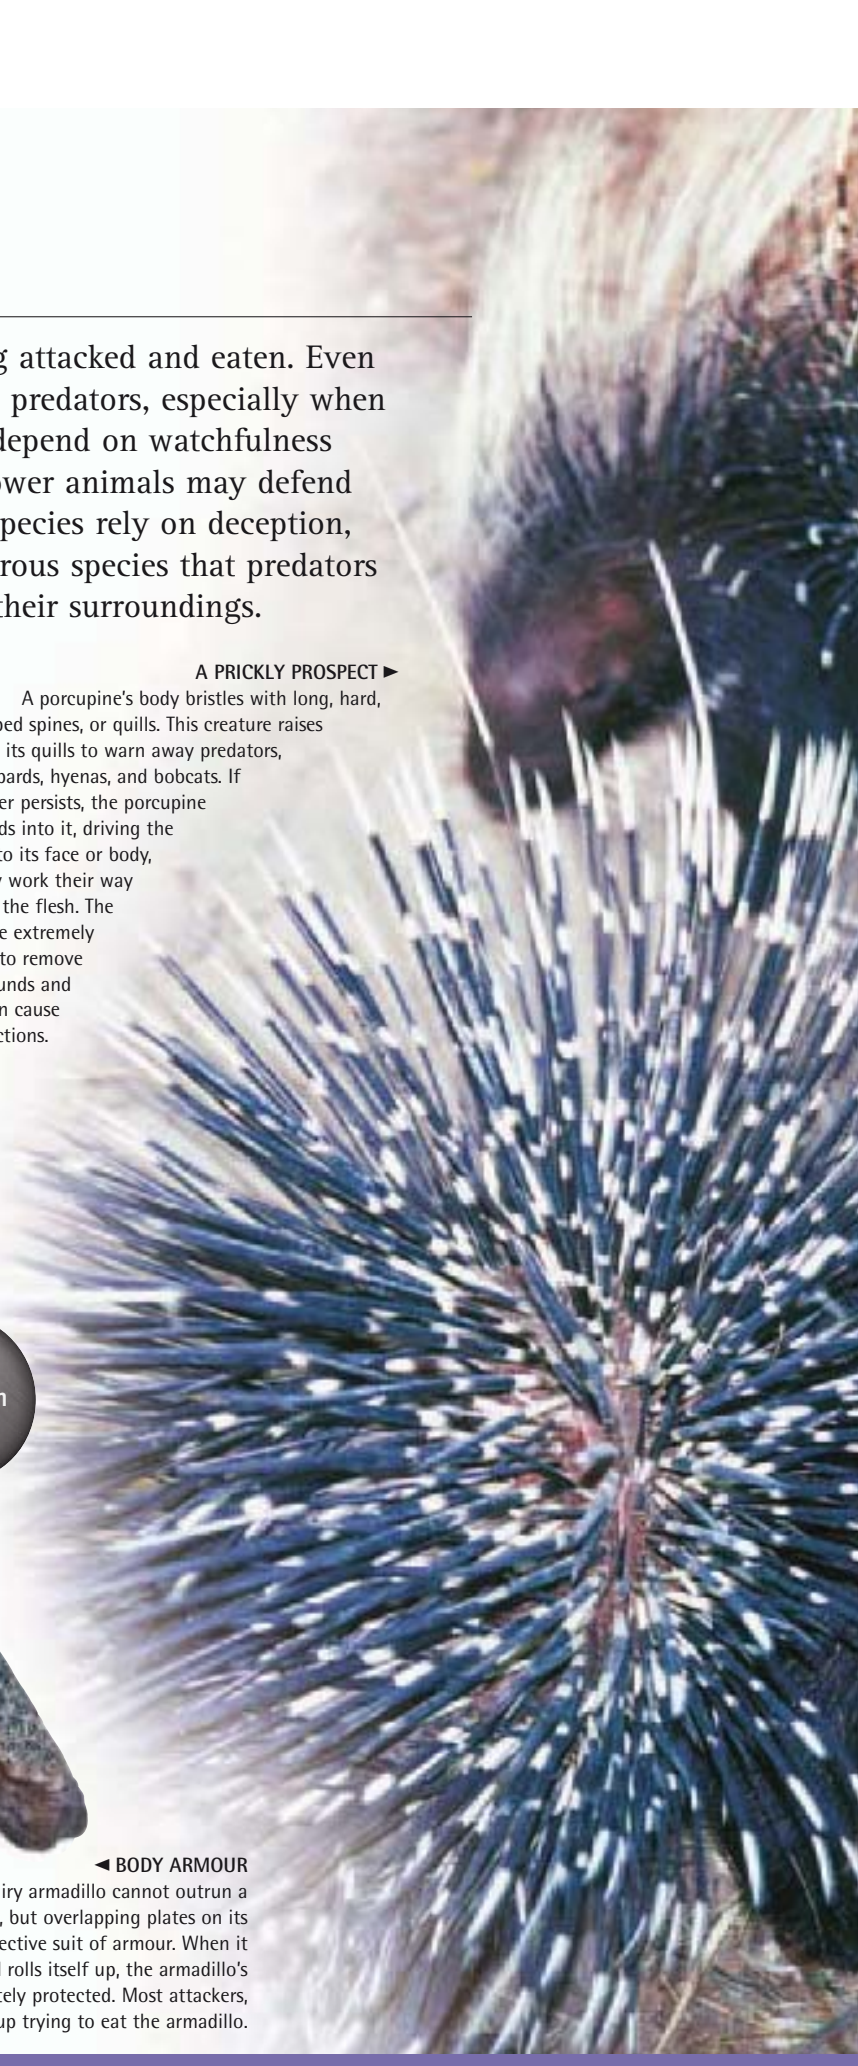 g attacked and eaten. Even
predators, especially when
depend on watchfulness
ower animals may defend
pecies rely on deception,
rous species that predators
their surroundings.
A PRICKLY PROSPECT ►
A porcupine's body bristles with long, hard,
bed spines, or quills. This creature raises
its quills to warn away predators,
pards, hyenas, and bobcats. If
er persists, the porcupine
ds into it, driving the
to its face or body,
y work their way
the flesh. The
e extremely
to remove
unds and
n cause
ctions.
n
◄ BODY ARMOUR
iry armadillo cannot outrun a
, but overlapping plates on its
ective suit of armour. When it
rolls itself up, the armadillo's
tely protected. Most attackers,
up trying to eat the armadillo.